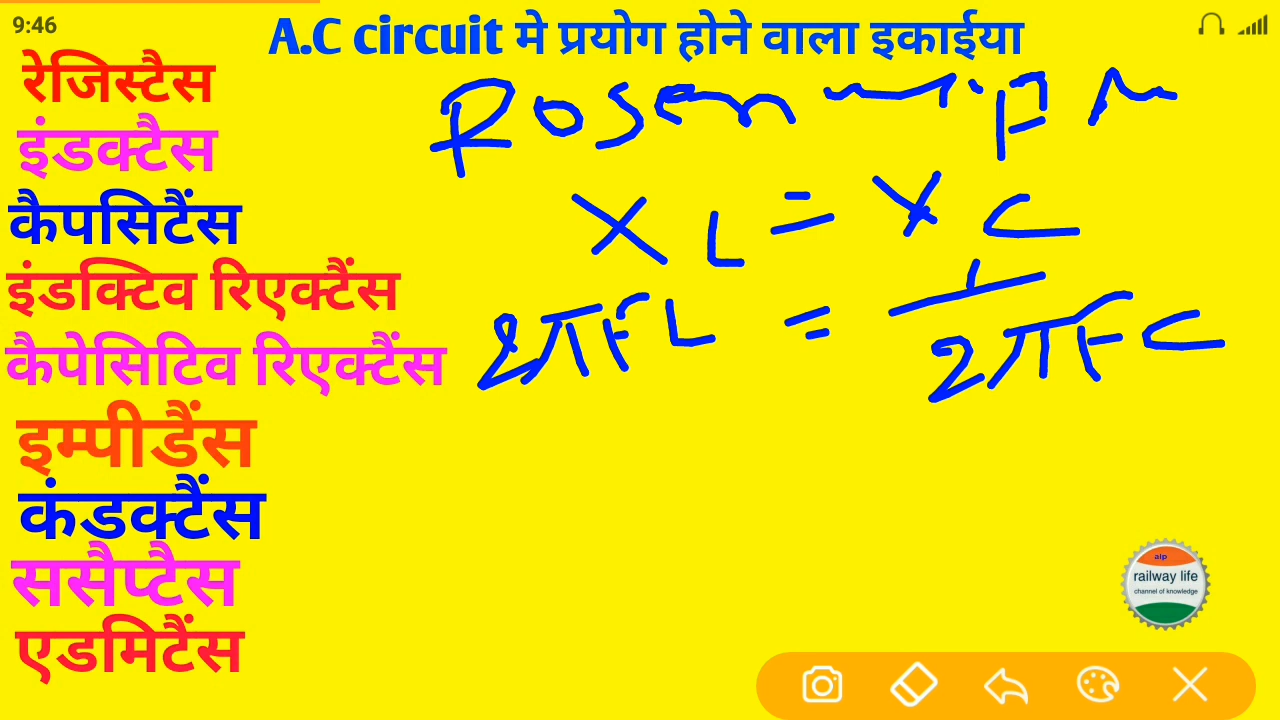 9:46
A.C circuit मे प्रयोग होने वाला इकाईया
रेजिस्टैस
इंडक्टैस
कैपसिटैंस
इंडक्टिव रिएक्टैंस
कैपेसिटिव रिएक्टैंस
इम्पीडैंस
कंडक्टैंस
ससैप्टैस
एडमिटैंस
XL = XC
2πFL = 1/2πFC
alp
railway life
channel of knowledge